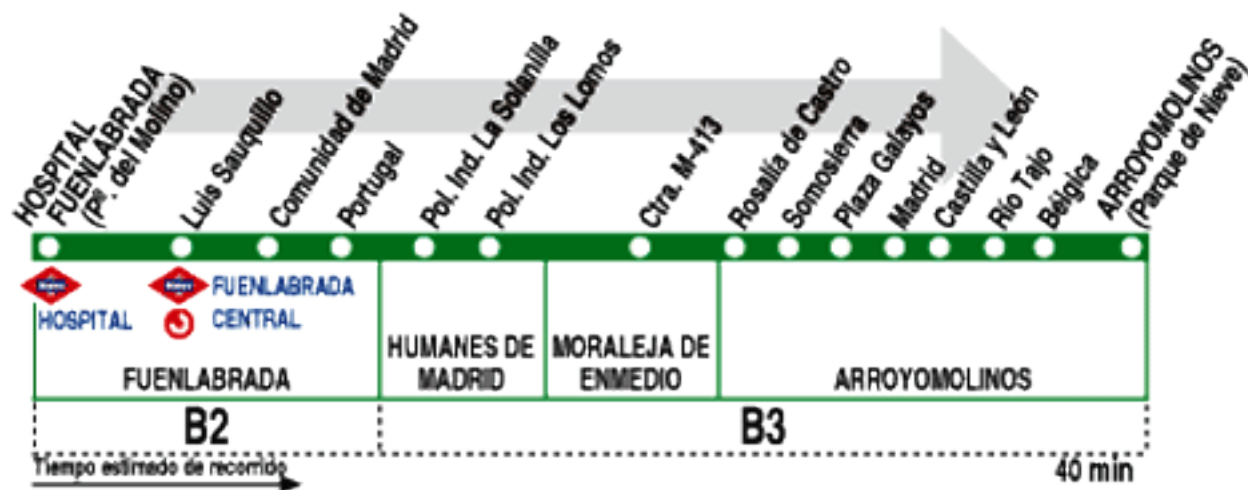 HOSPITAL
FUENLABRADA
(Pº. del Molino)
Luis Sauquillo
Comunidad de Madrid
Portugal
Pol. Ind. La Solanilla
Pol. Ind. Los Lomos
Ctra. M-413
Rosalía de Castro
Somosierra
Plaza Galayos
Madrid
Castilla y León
Río Tajo
Bélgica
ARROYOMOLINOS
(Parque de Nieve)
HOSPITAL
FUENLABRADA
CENTRAL
FUENLABRADA
HUMANES DE
MADRID
MORALEJA DE
ENMEDIO
ARROYOMOLINOS
B2
B3
Tiempo estimado de recorrido
40 min